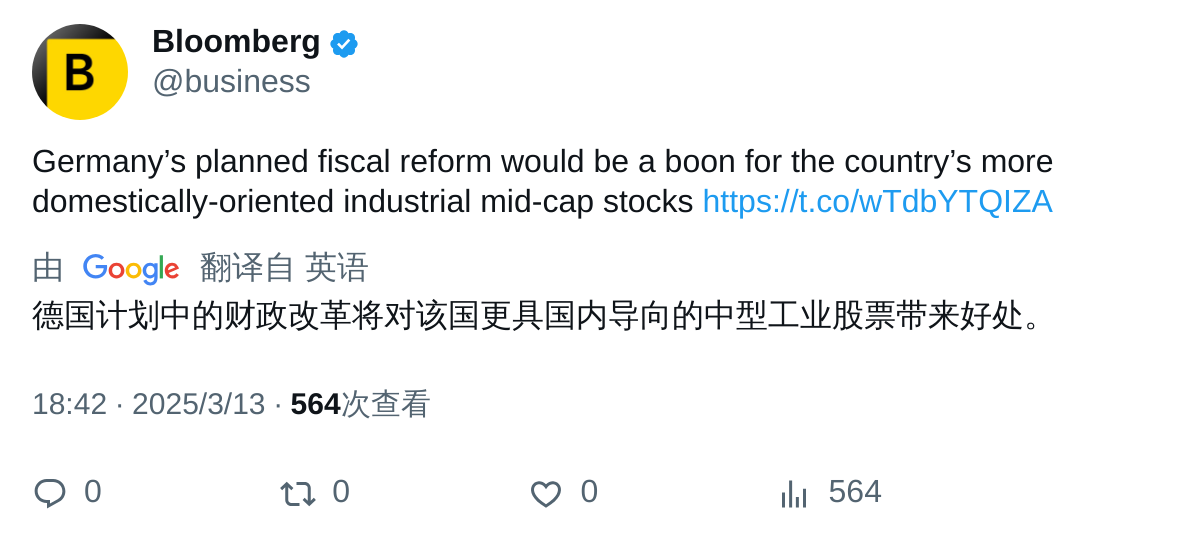 B
Bloomberg
@business
Germany’s planned fiscal reform would be a boon for the country’s more
domestically-oriented industrial mid-cap stocks https://t.co/wTdbYTQIZA
由 Google 翻译自 英语
德国计划中的财政改革将对该国更具国内导向的中型工业股票带来好处。
18:42 · 2025/3/13 · 564次查看
0 0 0 564